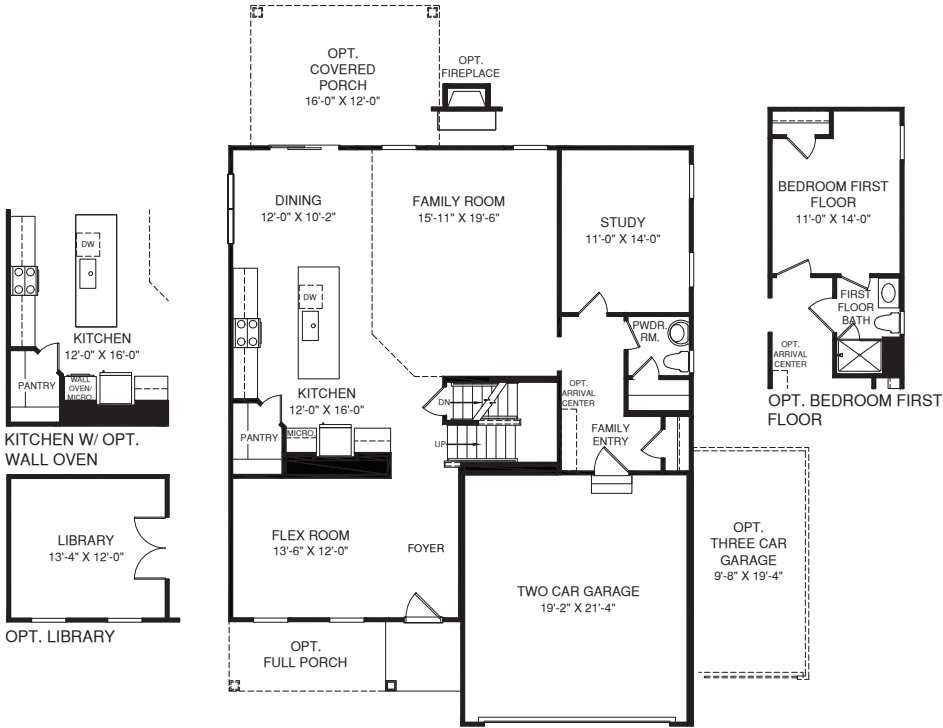 OPT.
COVERED
PORCH
16'-0" X 12'-0"
OPT.
FIREPLACE
DINING
12'-0" X 10'-2"
FAMILY ROOM
15'-11" X 19'-6"
STUDY
11'-0" X 14'-0"
BEDROOM FIRST
FLOOR
11'-0" X 14'-0"
FIRST
FLOOR
BATH
OPT.
ARRIVAL
CENTER
OPT. BEDROOM FIRST
FLOOR
DW
KITCHEN
12'-0" X 16'-0"
PANTRY
WALL
OVEN/
MICRO.
KITCHEN W/ OPT.
WALL OVEN
DW
KITCHEN
12'-0" X 16'-0"
PANTRY
MICRO.
DN
UP
PWDR.
RM.
OPT.
ARRIVAL
CENTER
FAMILY
ENTRY
LIBRARY
13'-4" X 12'-0"
OPT. LIBRARY
FLEX ROOM
13'-6" X 12'-0"
FOYER
TWO CAR GARAGE
19'-2" X 21'-4"
OPT.
THREE CAR
GARAGE
9'-8" X 19'-4"
OPT.
FULL PORCH